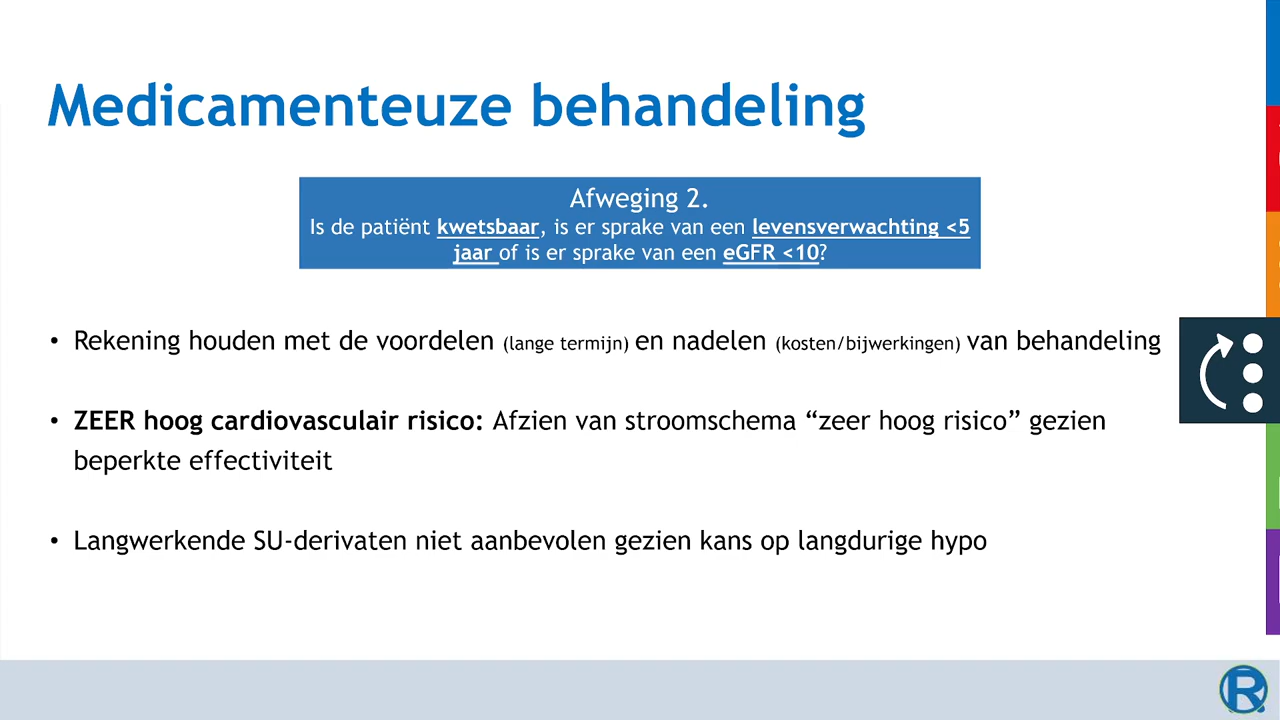 Medicamenteuze behandeling
Afweging 2.
Is de patiënt kwetsbaar, is er sprake van een levensverwachting <5
jaar of is er sprake van een eGFR <10?
• Rekening houden met de voordelen (lange termijn) en nadelen (kosten/bijwerkingen) van behandeling
• ZEER hoog cardiovasculair risico: Afzien van stroomschema “zeer hoog risico” gezien
beperkte effectiviteit
• Langwerkende SU-derivaten niet aanbevolen gezien kans op langdurige hypo
R